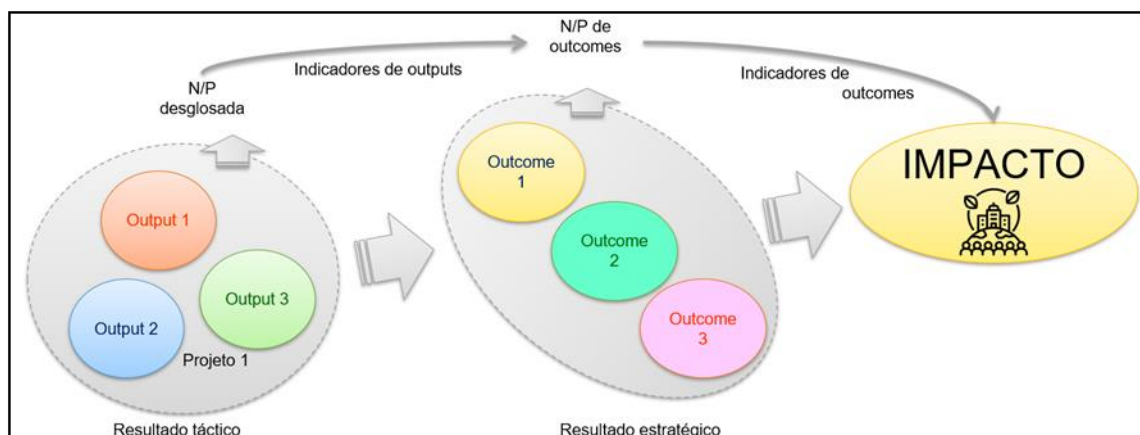 N/P de
outcomes
Indicadores de outputs
Indicadores de
outcomes
N/P
desglosada
Outcome
1
IMPACTO
Output 1
Outcome
2
Output 3
Output 2
Outcome
3
Projeto 1
Resultado táctico
Resultado estratégico